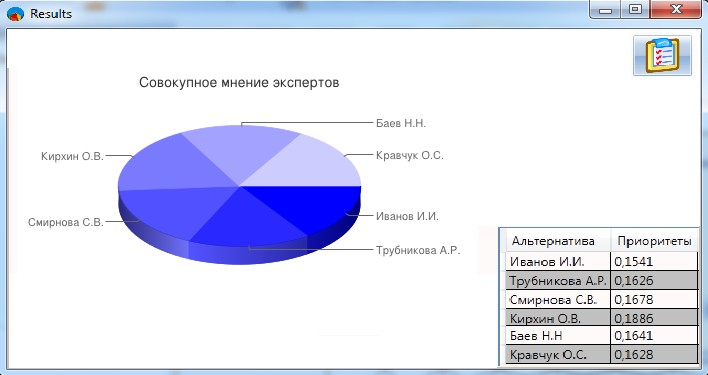 Results
Совокупное мнение экспертов
Баев Н.Н.
Кравчук О.С.
Кирхин О.В.
Иванов И.И.
Смирнова С.В.
Трубникова А.Р.
Альтернатива Приоритеты
Иванов И.И. 0,1541
Трубникова А.Р. 0,1626
Смирнова С.В. 0,1678
Кирхин О.В. 0,1886
Баев Н.Н 0,1641
Кравчук О.С. 0,1628